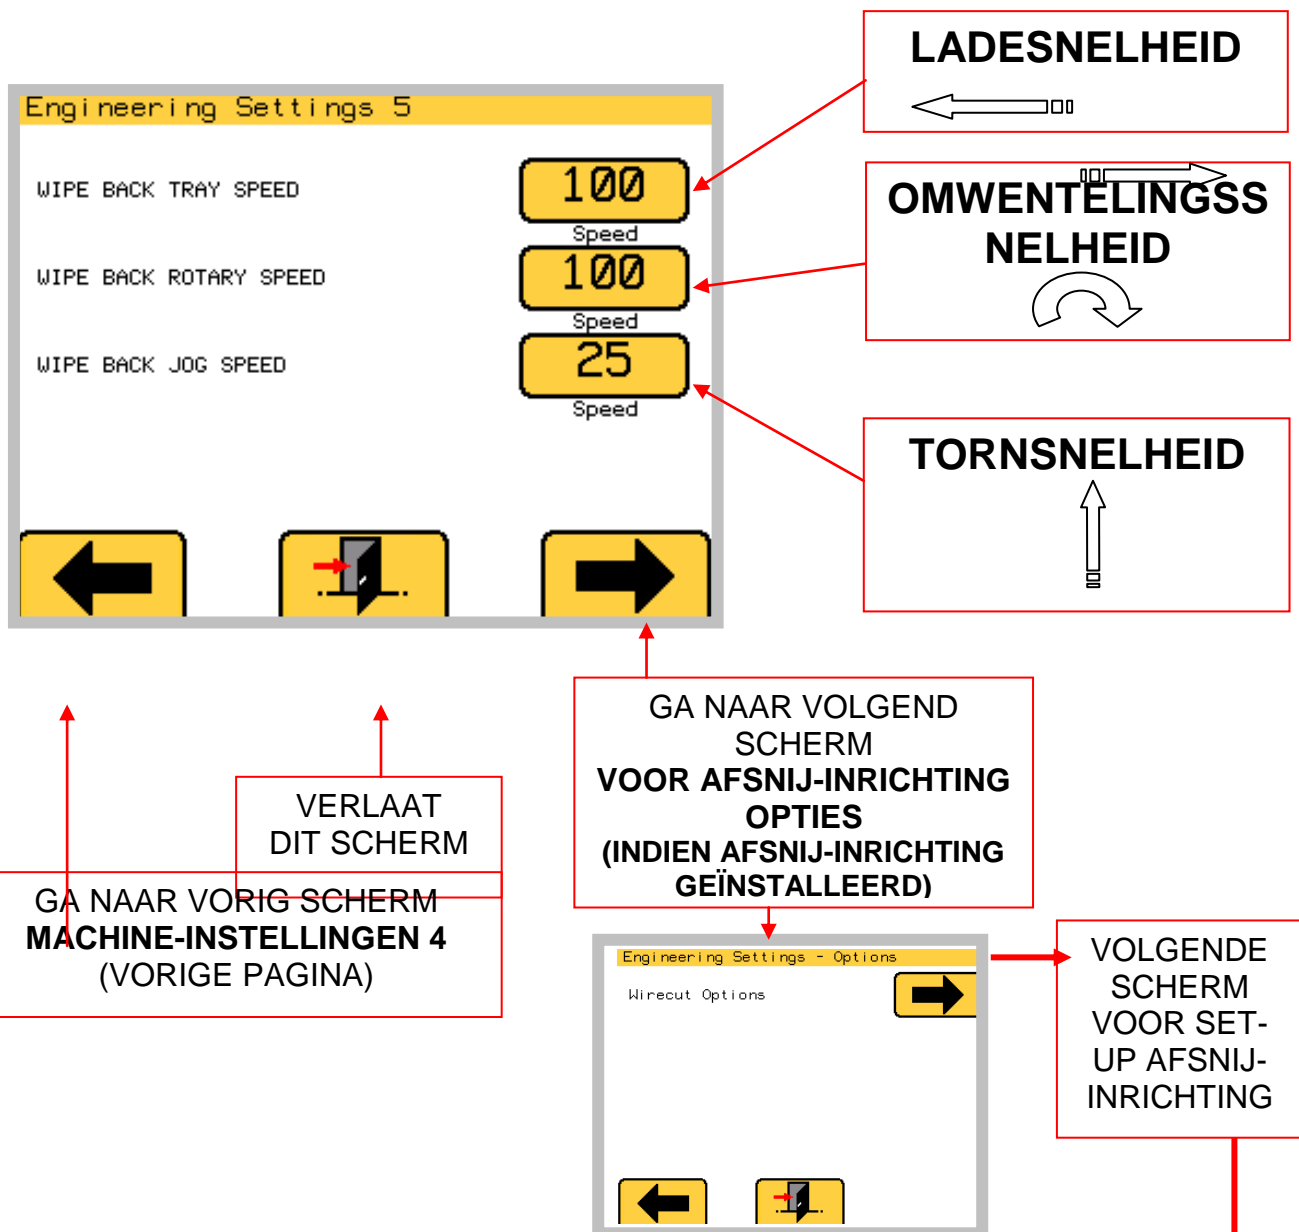 LADESNELHEID
Engineering Settings 5
WIPE BACK TRAY SPEED
100
Speed
OMWENTELINGSS
NELHEID
WIPE BACK ROTARY SPEED
100
Speed
WIPE BACK JOG SPEED
25
Speed
TORNSNELHEID
GA NAAR VOLGEND
SCHERM
VOOR AFSNIJ-INRICHTING
OPTIES
(INDIEN AFSNIJ-INRICHTING
GEÏNSTALLEERD)
VERLAAT
DIT SCHERM
GA NAAR VORIG SCHERM
MACHINE-INSTELLINGEN 4
(VORIGE PAGINA)
Engineering Settings - Options
Wirecut Options
VOLGENDE
SCHERM
VOOR SET-
UP AFSNIJ-
INRICHTING